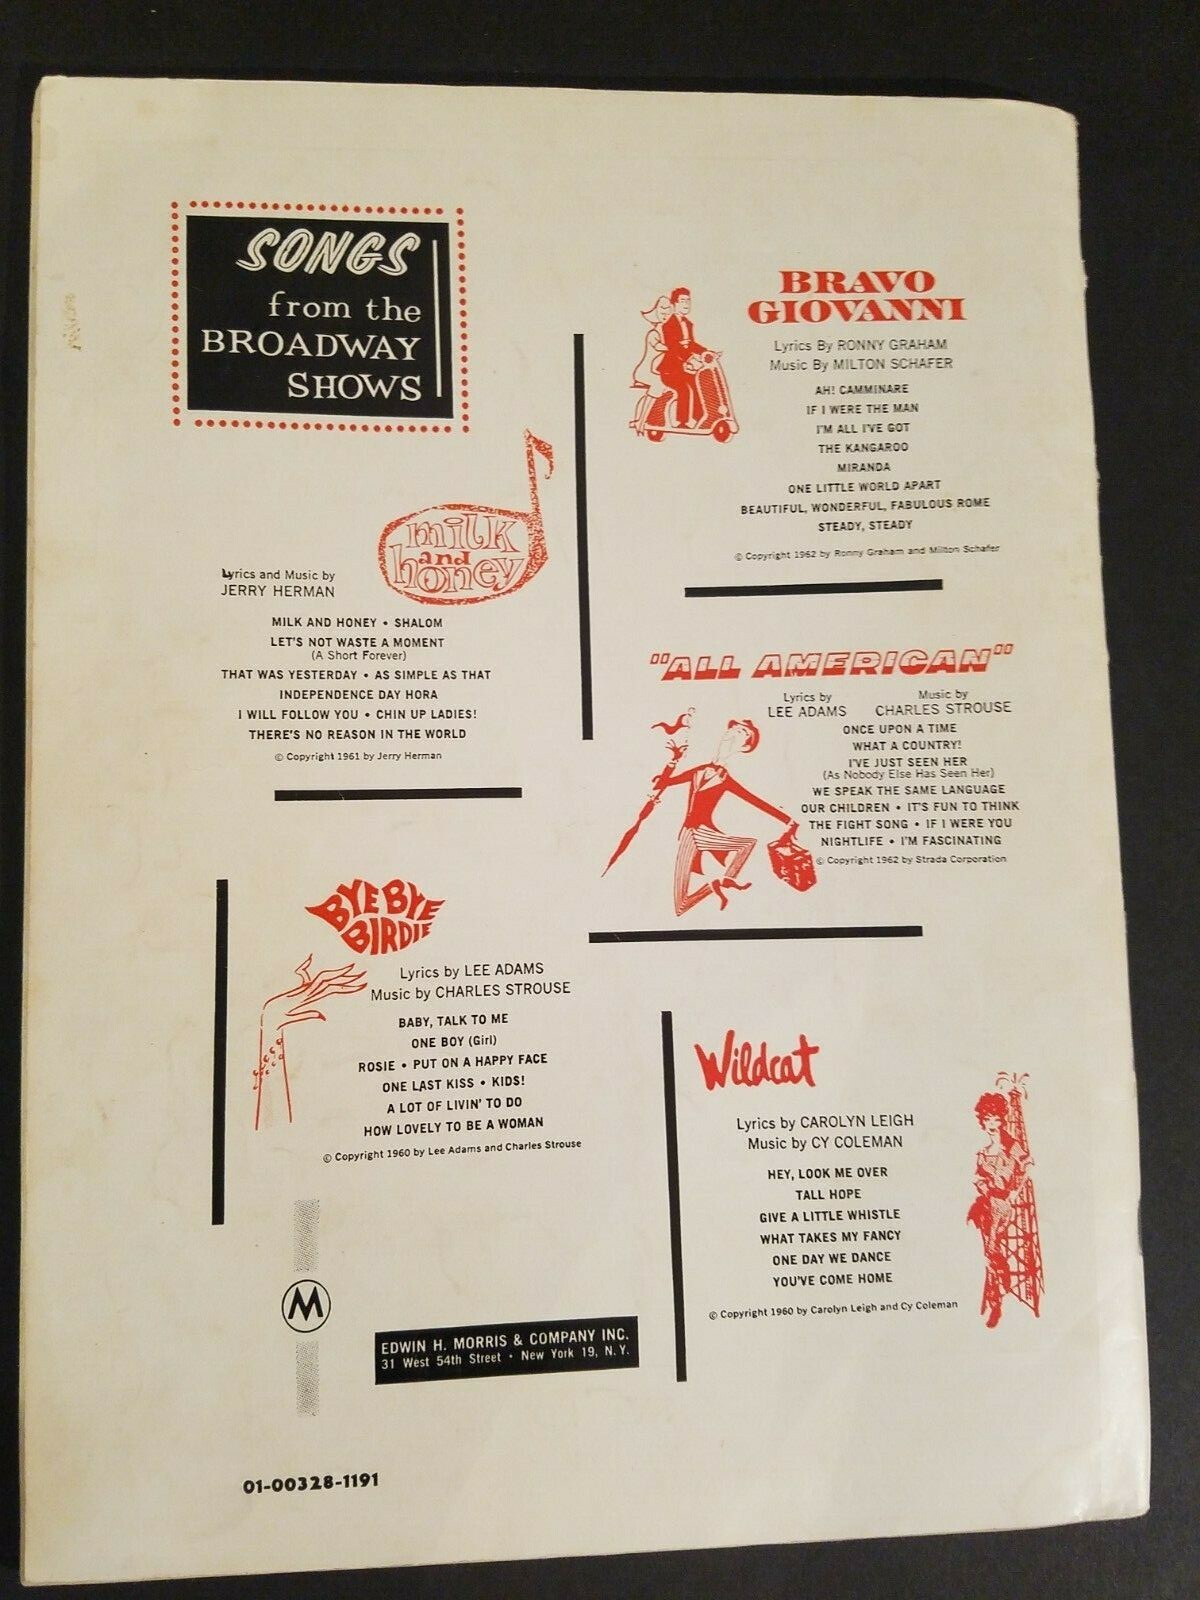 SONGS
from the
BROADWAY
SHOWS
milk
and
honey
Lyrics and Music by
JERRY HERMAN
MILK AND HONEY • SHALOM
LET'S NOT WASTE A MOMENT
(A Short Forever)
THAT WAS YESTERDAY • AS SIMPLE AS THAT
INDEPENDENCE DAY HORA
I WILL FOLLOW YOU • CHIN UP LADIES!
THERE'S NO REASON IN THE WORLD
© Copyright 1961 by Jerry Herman
BYE BYE
BIRDIE
Lyrics by LEE ADAMS
Music by CHARLES STROUSE
BABY, TALK TO ME
ONE BOY (Girl)
ROSIE • PUT ON A HAPPY FACE
ONE LAST KISS • KIDS!
A LOT OF LIVIN' TO DO
HOW LOVELY TO BE A WOMAN
© Copyright 1960 by Lee Adams and Charles Strouse
BRAVO
GIOVANNI
Lyrics By RONNY GRAHAM
Music By MILTON SCHAFER
AH! CAMMINARE
IF I WERE THE MAN
I'M ALL I'VE GOT
THE KANGAROO
MIRANDA
ONE LITTLE WORLD APART
BEAUTIFUL, WONDERFUL, FABULOUS ROME
STEADY, STEADY
© Copyright 1962 by Ronny Graham and Milton Schafer
"ALL AMERICAN"
Lyrics by LEE ADAMS
Music by CHARLES STROUSE
ONCE UPON A TIME
WHAT A COUNTRY!
I'VE JUST SEEN HER
(As Nobody Else Has Seen Her)
WE SPEAK THE SAME LANGUAGE
OUR CHILDREN • IT'S FUN TO THINK
THE FIGHT SONG • IF I WERE YOU
NIGHTLIFE • I'M FASCINATING
© Copyright 1962 by Strada Corporation
Wildcat
Lyrics by CAROLYN LEIGH
Music by CY COLEMAN
HEY, LOOK ME OVER
TALL HOPE
GIVE A LITTLE WHISTLE
WHAT TAKES MY FANCY
ONE DAY WE DANCE
YOU'VE COME HOME
© Copyright 1960 by Carolyn Leigh and Cy Coleman
M
EDWIN H. MORRIS & COMPANY INC.
31 West 54th Street • New York 19, N. Y.
01-00328-1191